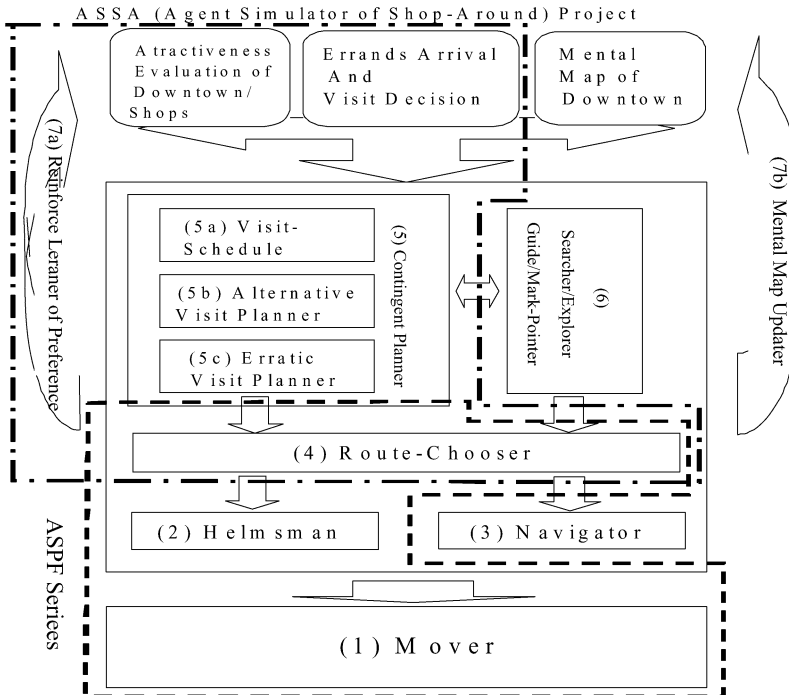 ASSA (Agent Simulator of Shop-Around) Project
Atractiveness
Evaluation of
Downtown/
Shops
Errands Arrival
And
Visit Decision
Mental
Map of
Downtown
(7a) Reinforce Leraner of Preference
(7b) Mental Map Updater
(5a) Visit-
Schedule
(5b) Alternative
Visit Planner
(5c) Erratic
Visit Planner
(5) Contingent Planner
(6)
Searcher/Explorer
Guide/Mark-Pointer
(4) Route-Chooser
(2) Helmsman
(3) Navigator
ASPF Seriees
(1) Mover